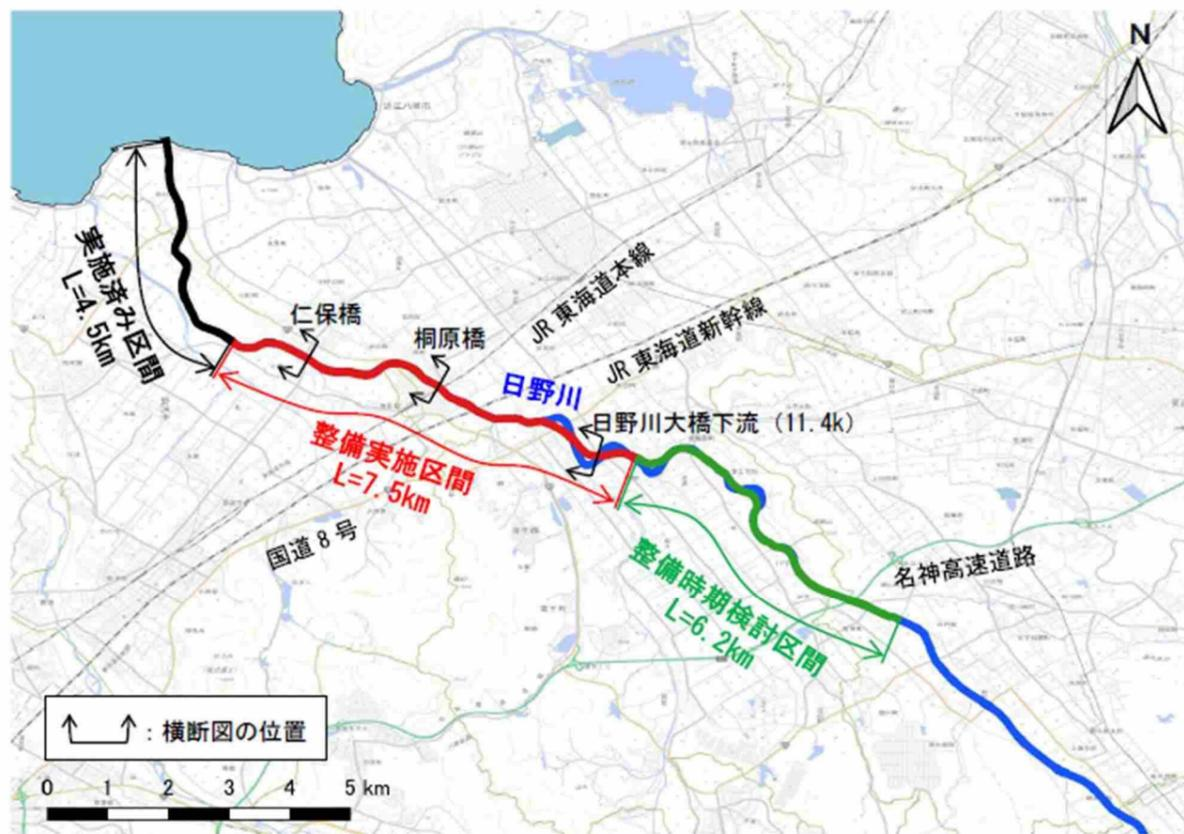 N
実施済み区間
L=4.5km
仁保橋
桐原橋
JR 東海道本線
JR 東海道新幹線
日野川
日野川大橋下流 (11.4k)
整備実施区間
L=7.5km
国道8号
整備時期検討区間
L=6.2km
名神高速道路
：横断図の位置
0 1 2 3 4 5 km